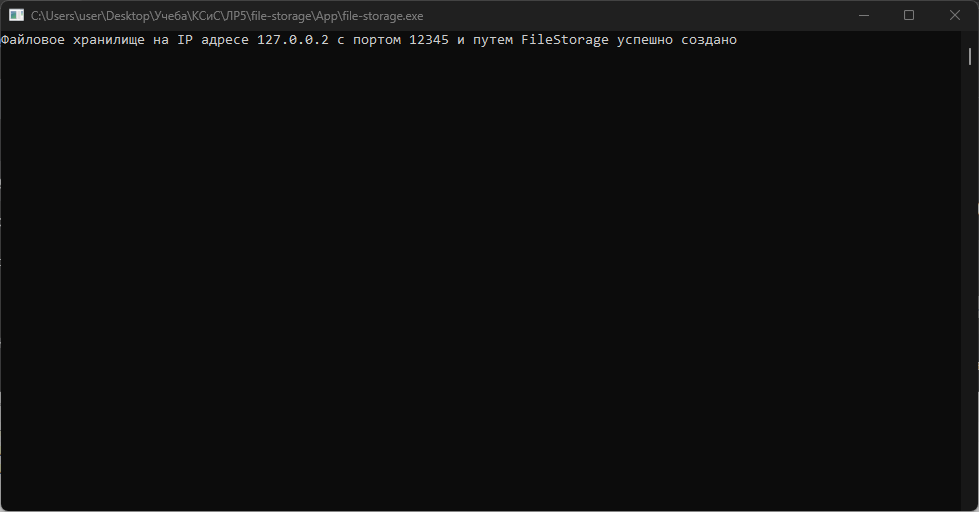 C:\Users\user\Desktop\Учеба\КСиС\ЛР5\file-storage\App\file-storage.exe
Файловое хранилище на IP адресе 127.0.0.2 с портом 12345 и путем FileStorage успешно создано